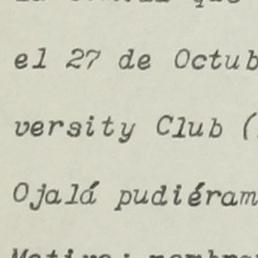 el 27 de Octub
versity Club (
Ojalá pudiéram